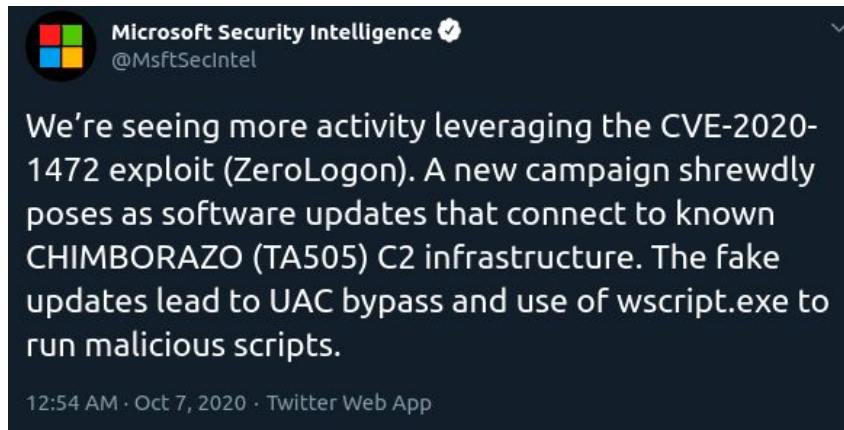 Microsoft Security Intelligence
@MsftSecIntel
We’re seeing more activity leveraging the CVE-2020-
1472 exploit (ZeroLogon). A new campaign shrewdly
poses as software updates that connect to known
CHIMBORAZO (TA505) C2 infrastructure. The fake
updates lead to UAC bypass and use of wscript.exe to
run malicious scripts.
12:54 AM · Oct 7, 2020 · Twitter Web App